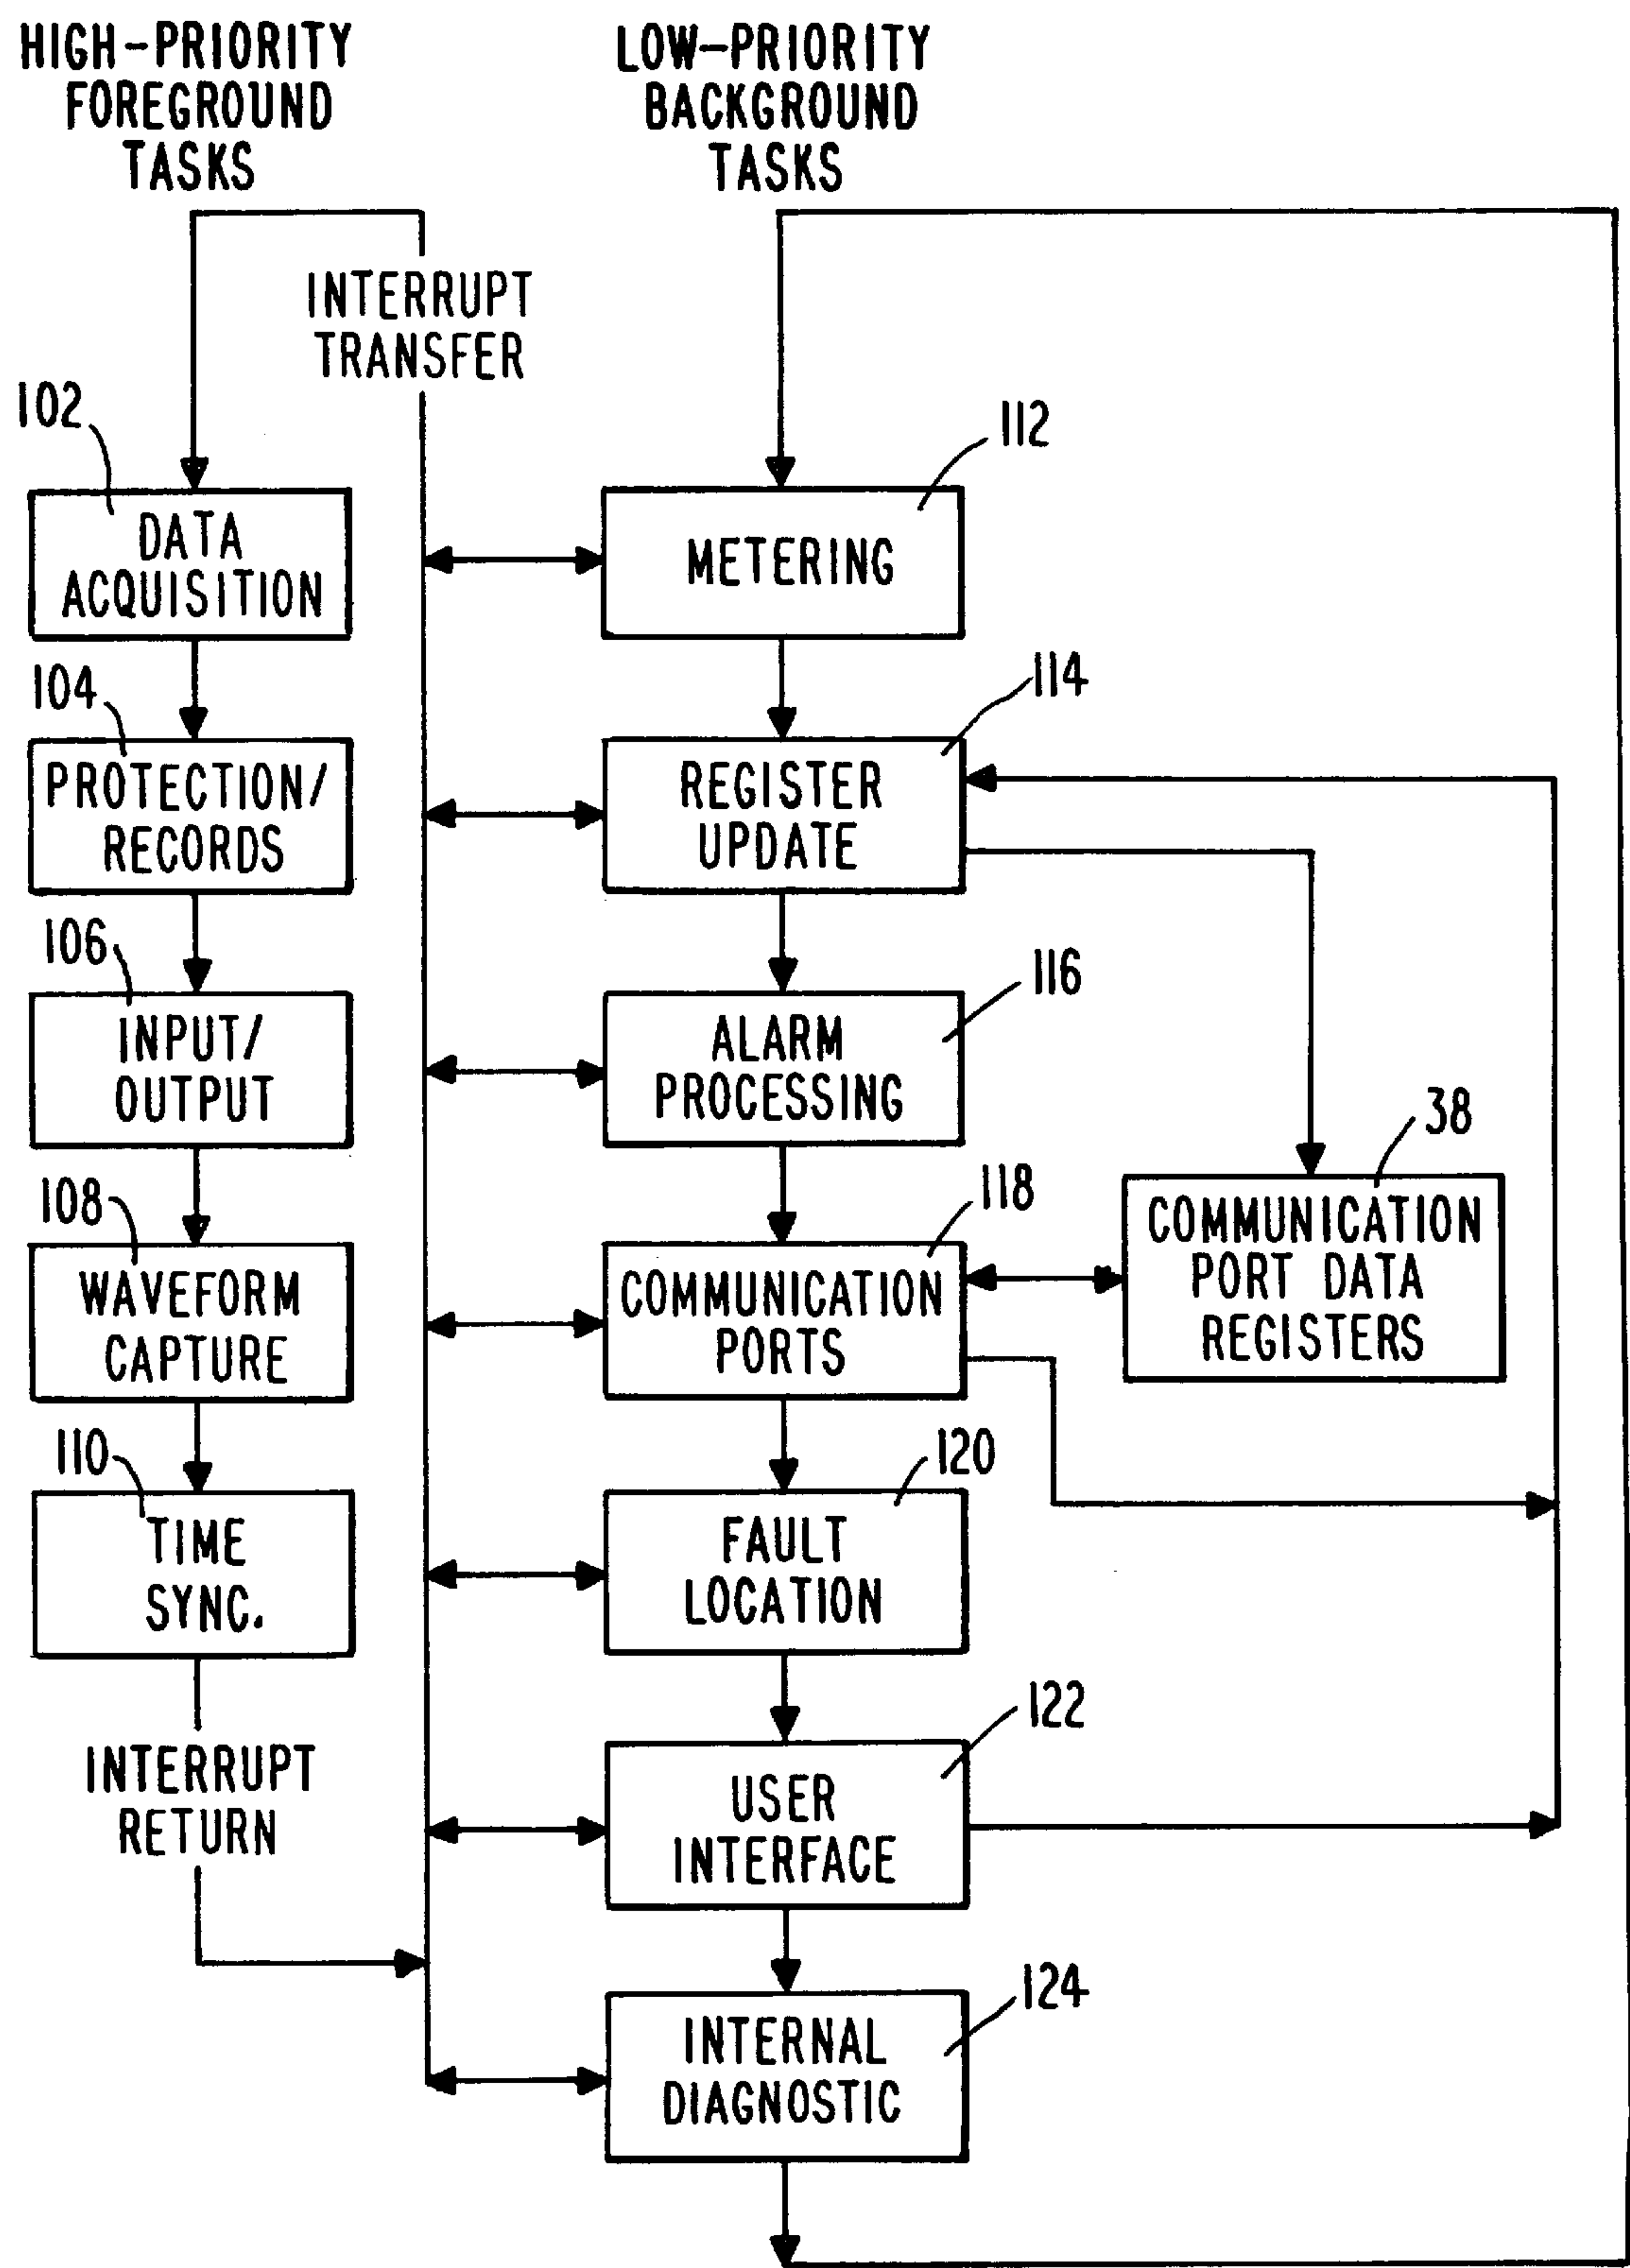 HIGH-PRIORITY
FOREGROUND
TASKS
LOW-PRIORITY
BACKGROUND
TASKS
INTERRUPT
TRANSFER
102
DATA
ACQUISITION
104
PROTECTION/
RECORDS
106
INPUT/
OUTPUT
108
WAVEFORM
CAPTURE
110
TIME
SYNC.
INTERRUPT
RETURN
112
METERING
114
REGISTER
UPDATE
116
ALARM
PROCESSING
118
COMMUNICATION
PORTS
38
COMMUNICATION
PORT DATA
REGISTERS
120
FAULT
LOCATION
122
USER
INTERFACE
124
INTERNAL
DIAGNOSTIC